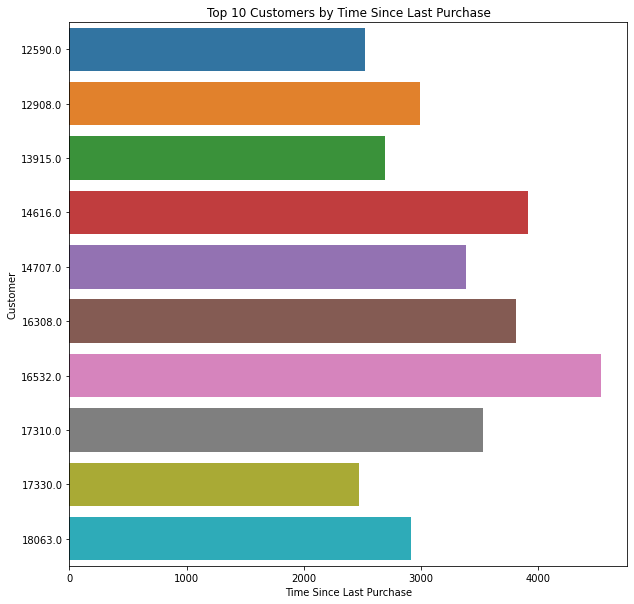 Top 10 Customers by Time Since Last Purchase
Customer
12590.0
12908.0
13915.0
14616.0
14707.0
16308.0
16532.0
17310.0
17330.0
18063.0
0 1000 2000 3000 4000
Time Since Last Purchase